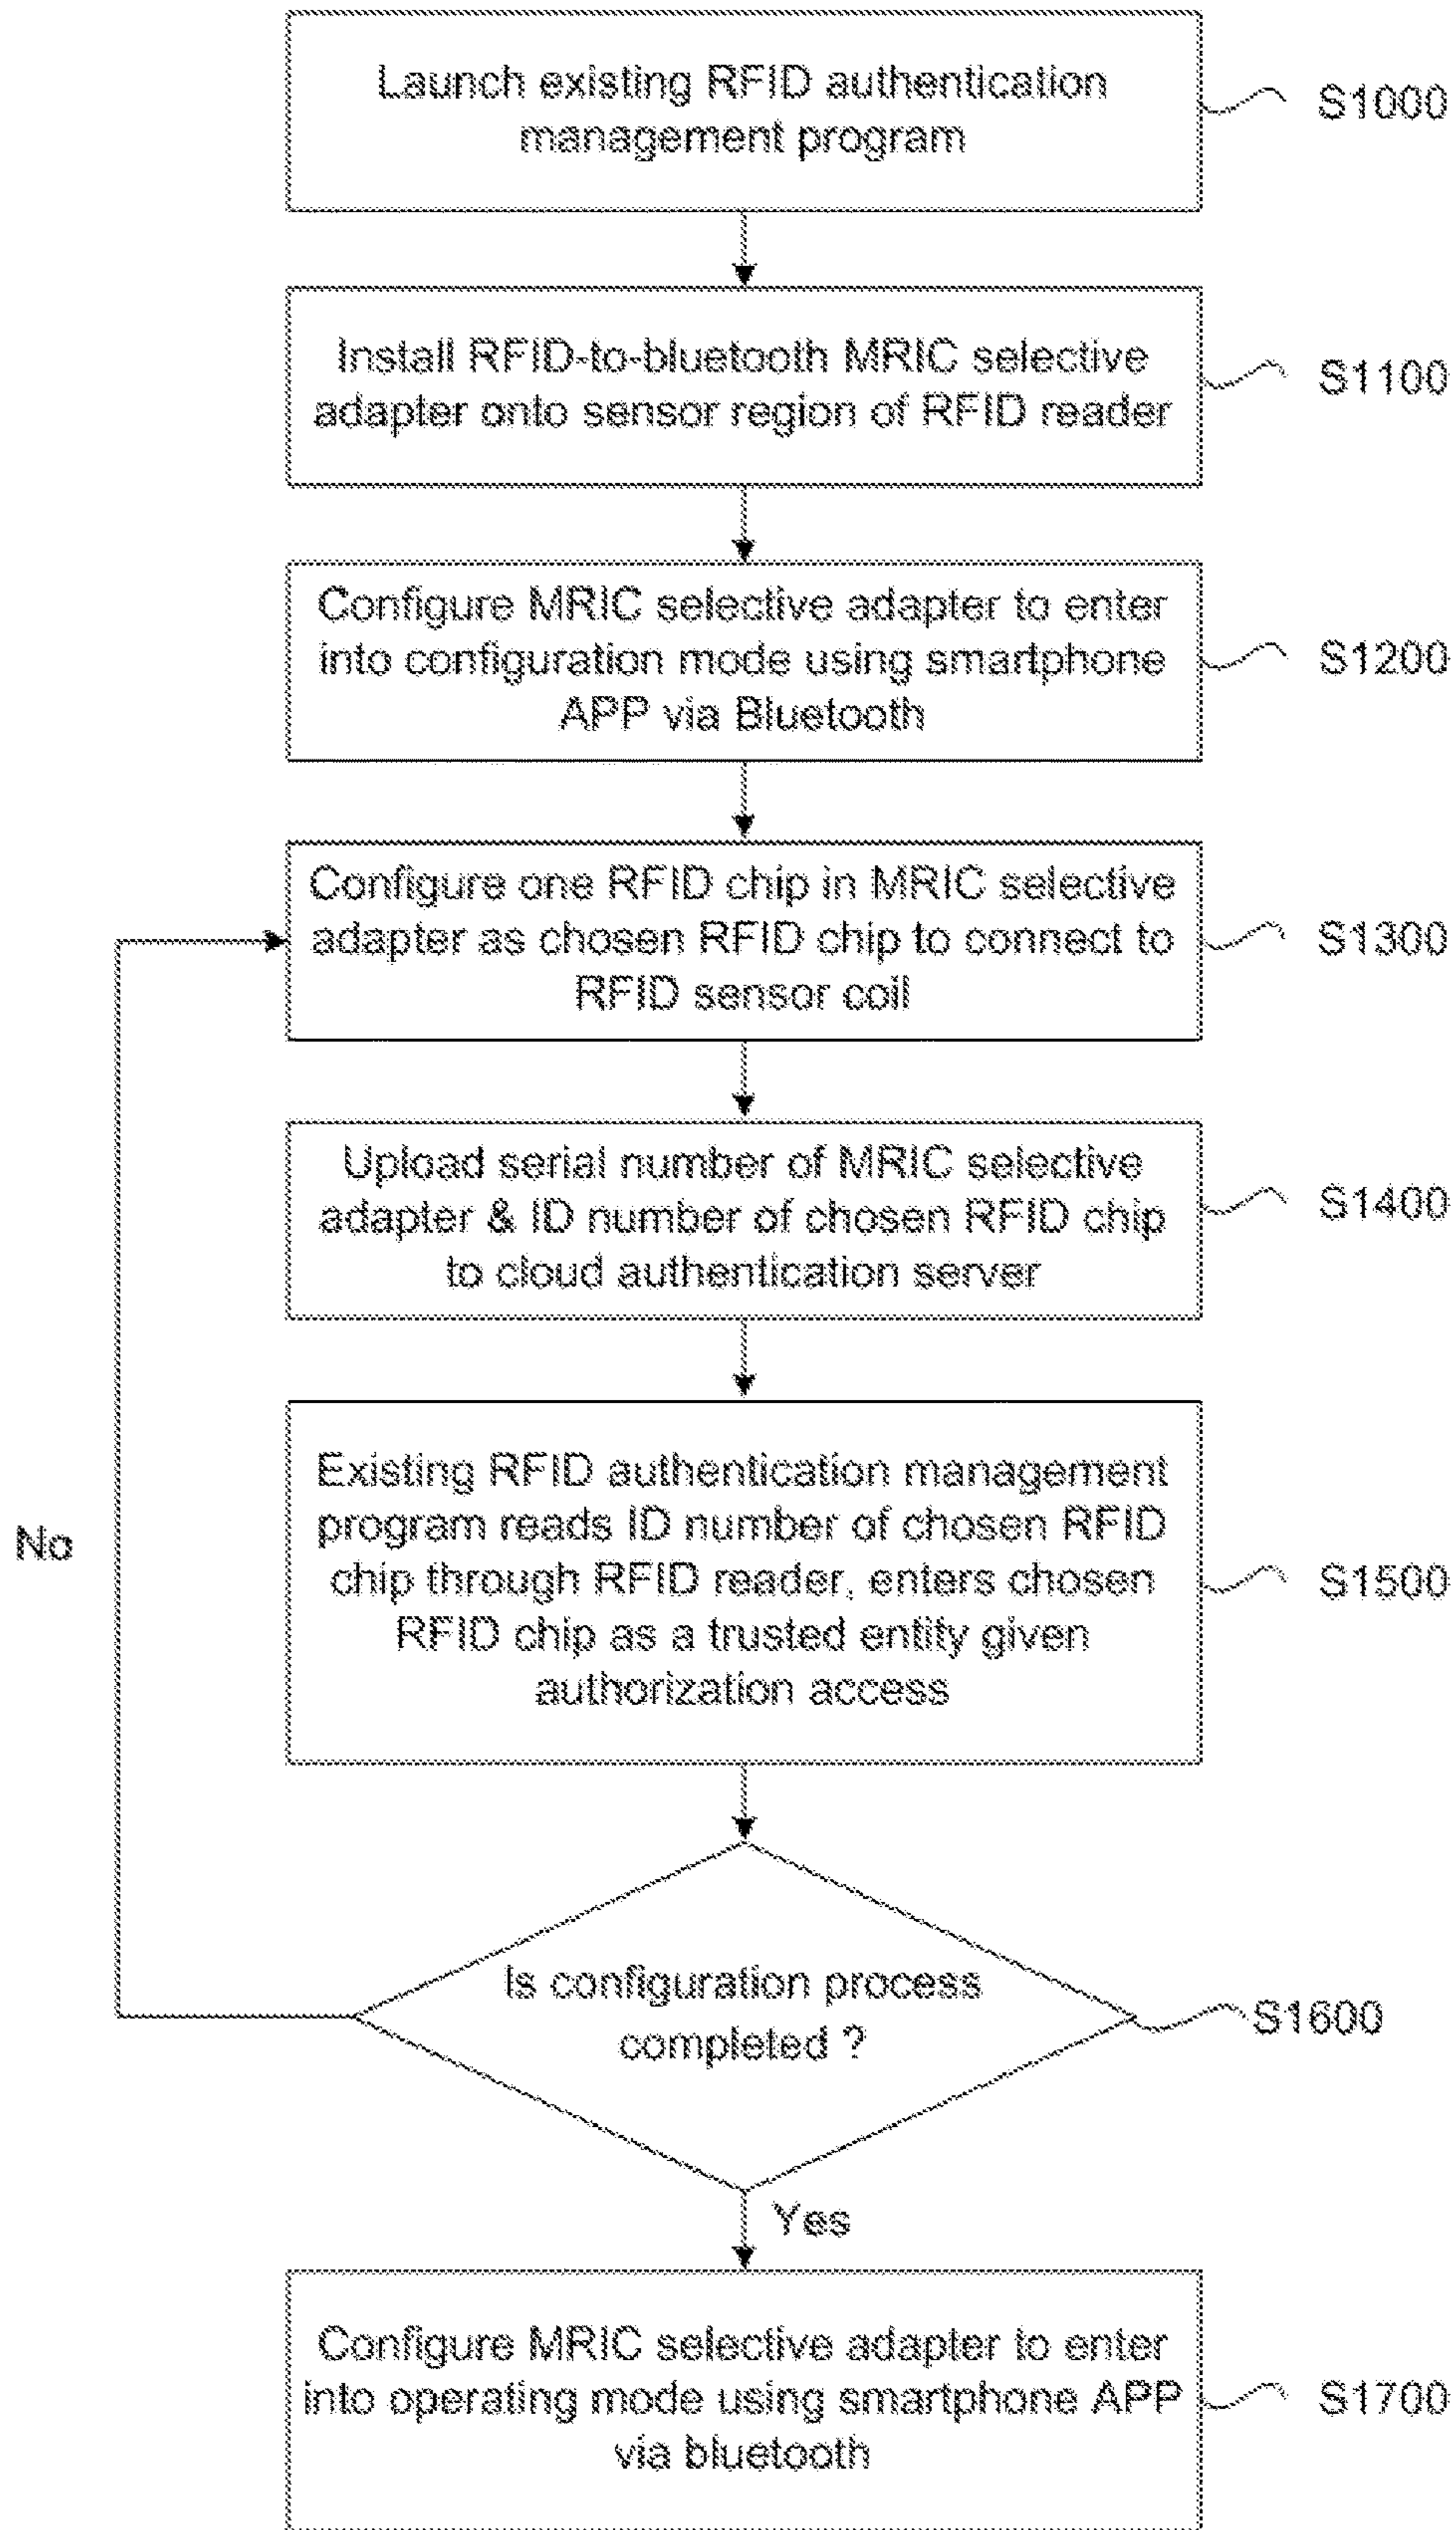 Launch existing RFID authentication
management program
S1000
Install RFID-to-bluetooth MRIC selective
adapter onto sensor region of RFID reader
S1100
Configure MRIC selective adapter to enter
into configuration mode using smartphone
APP via Bluetooth
S1200
Configure one RFID chip in MRIC selective
adapter as chosen RFID chip to connect to
RFID sensor coil
S1300
Upload serial number of MRIC selective
adapter & ID number of chosen RFID chip
to cloud authentication server
S1400
Existing RFID authentication management
program reads ID number of chosen RFID
chip through RFID reader, enters chosen
RFID chip as a trusted entity given
authorization access
S1500
No
Is configuration process
completed ?
S1600
Yes
Configure MRIC selective adapter to enter
into operating mode using smartphone APP
via bluetooth
S1700